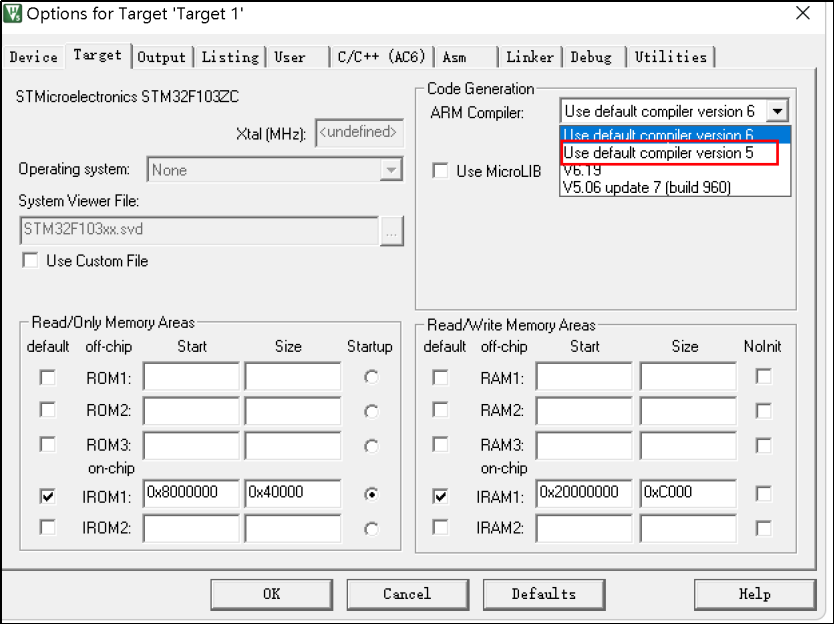 Options for Target 'Target 1'
Device Target Output Listing User C/C++ (AC6) Asm Linker Debug Utilities
STMicroelectronics STM32F103ZC
Xtal (MHz): <undefined>
Operating system: None
System Viewer File:
STM32F103xx.svd ...
Use Custom File
Code Generation
ARM Compiler: Use default compiler version 6
Use default compiler version 6
Use default compiler version 5
V6.19
V5.06 update 7 (build 960)
Use MicroLIB
Read/Only Memory Areas
default off-chip Start Size Startup
ROM1:
ROM2:
ROM3:
on-chip
IROM1: 0x8000000 0x40000
IROM2:
Read/Write Memory Areas
default off-chip Start Size NoInit
RAM1:
RAM2:
RAM3:
on-chip
IRAM1: 0x20000000 0xC000
IRAM2:
OK Cancel Defaults Help